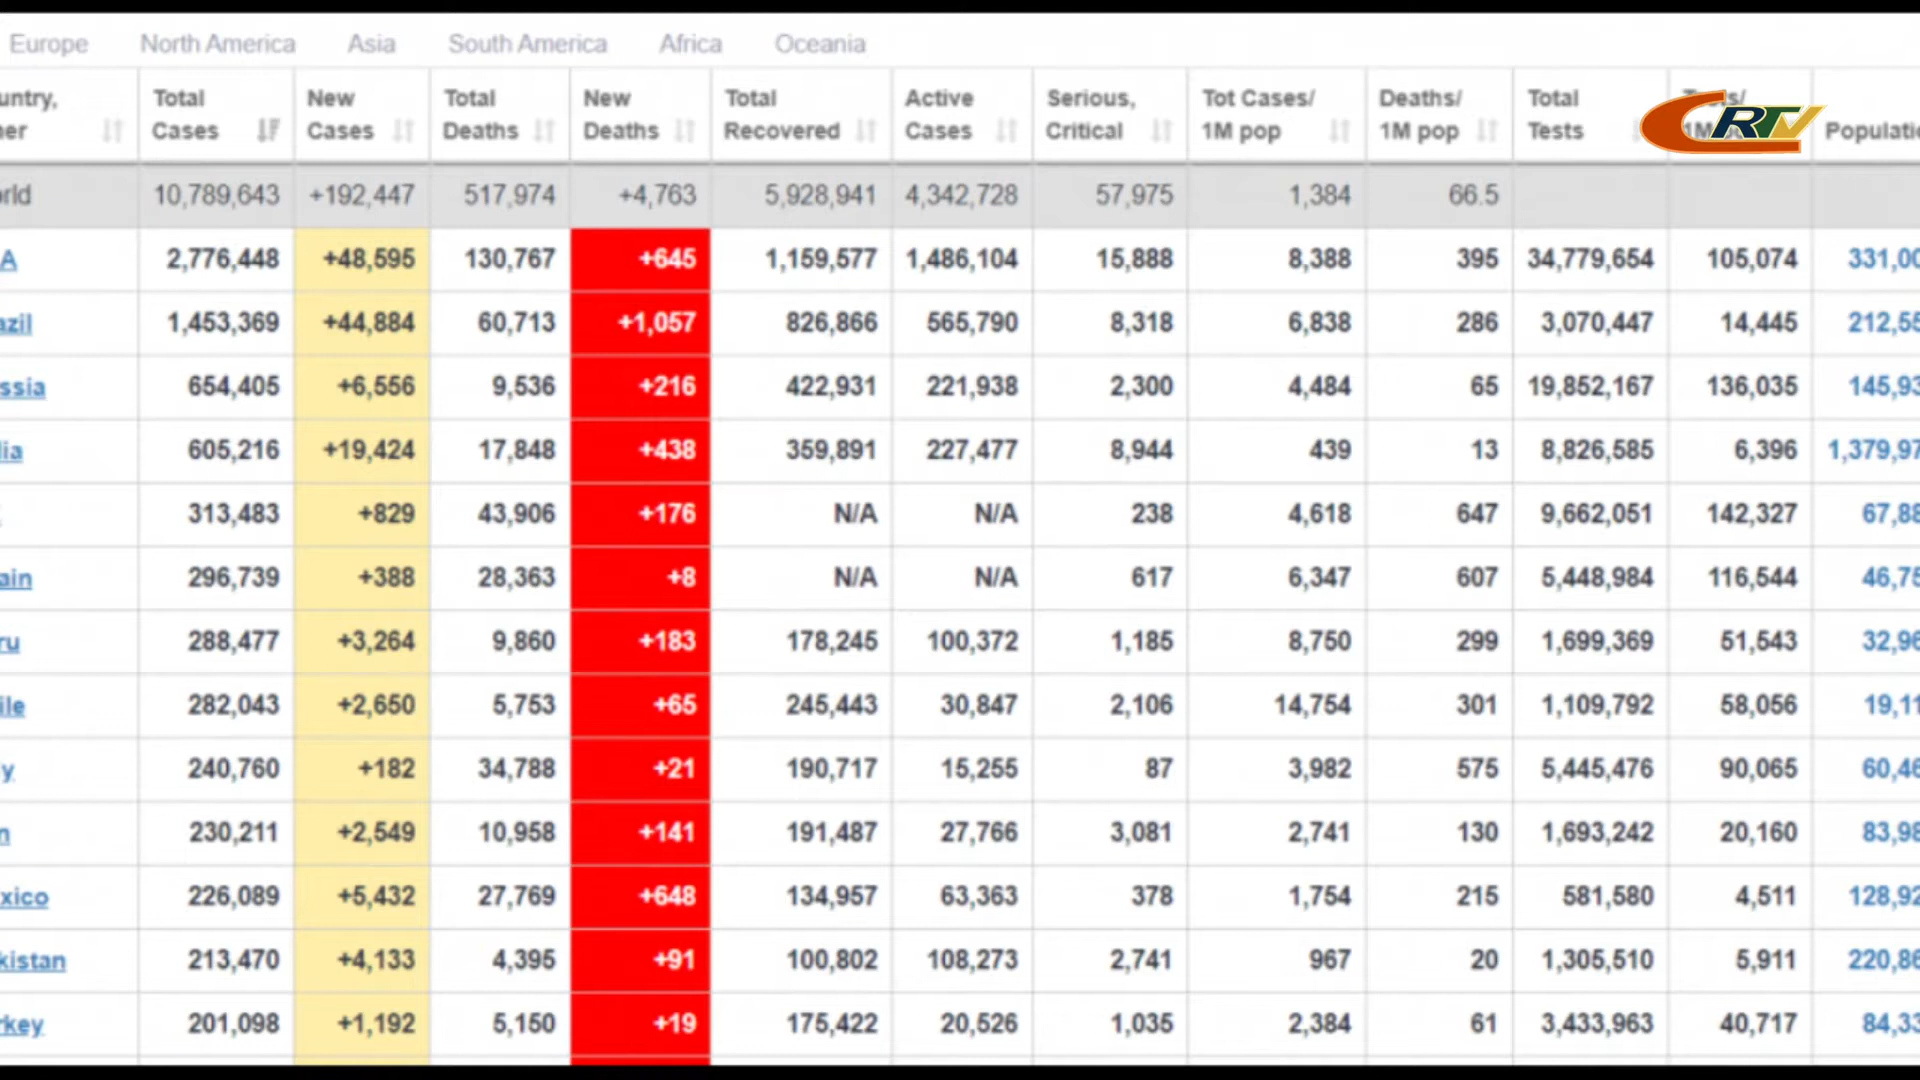 Europe North America Asia South America Africa Oceania
untry, Total New Total New Total Active Serious, Tot Cases/ Deaths/ Total
er Cases Cases Deaths Deaths Recovered Cases Critical 1M pop 1M pop Tests 1M Populati
CRTV
rld 10,789,643 +192,447 517,974 +4,763 5,928,941 4,342,728 57,975 1,384 66.5
A 2,776,448 +48,595 130,767 +645 1,159,577 1,486,104 15,888 8,388 395 34,779,654 105,074 331,00
azil 1,453,369 +44,884 60,713 +1,057 826,866 565,790 8,318 6,838 286 3,070,447 14,445 212,55
ssia 654,405 +6,556 9,536 +216 422,931 221,938 2,300 4,484 65 19,852,167 136,035 145,93
lia 605,216 +19,424 17,848 +438 359,891 227,477 8,944 439 13 8,826,585 6,396 1,379,97
313,483 +829 43,906 +176 N/A N/A 238 4,618 647 9,662,051 142,327 67,88
ain 296,739 +388 28,363 +8 N/A N/A 617 6,347 607 5,448,984 116,544 46,75
ru 288,477 +3,264 9,860 +183 178,245 100,372 1,185 8,750 299 1,699,369 51,543 32,96
ile 282,043 +2,650 5,753 +65 245,443 30,847 2,106 14,754 301 1,109,792 58,056 19,11
y 240,760 +182 34,788 +21 190,717 15,255 87 3,982 575 5,445,476 90,065 60,46
n 230,211 +2,549 10,958 +141 191,487 27,766 3,081 2,741 130 1,693,242 20,160 83,98
xico 226,089 +5,432 27,769 +648 134,957 63,363 378 1,754 215 581,580 4,511 128,92
kistan 213,470 +4,133 4,395 +91 100,802 108,273 2,741 967 20 1,305,510 5,911 220,86
rkey 201,098 +1,192 5,150 +19 175,422 20,526 1,035 2,384 61 3,433,963 40,717 84,33